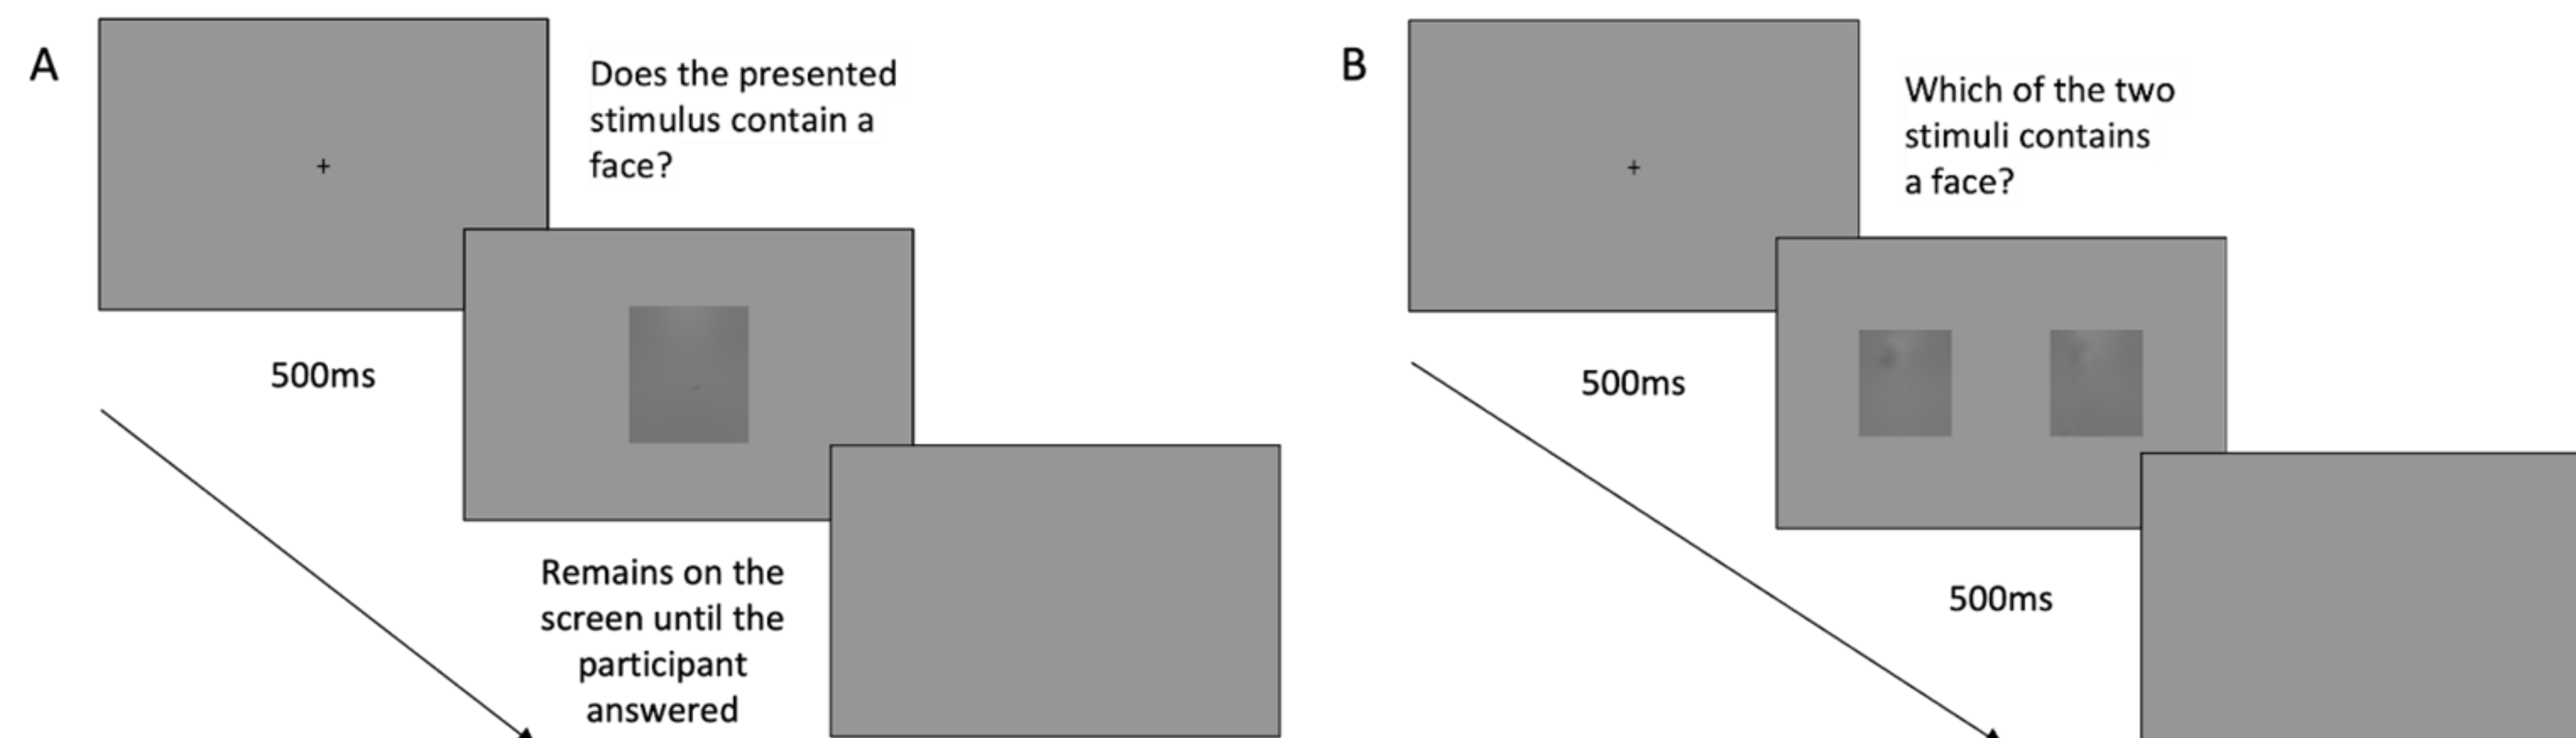 A
Does the presented
stimulus contain a
face?
+
500ms
Remains on the
screen until the
participant
answered
B
Which of the two
stimuli contains
a face?
+
500ms
500ms